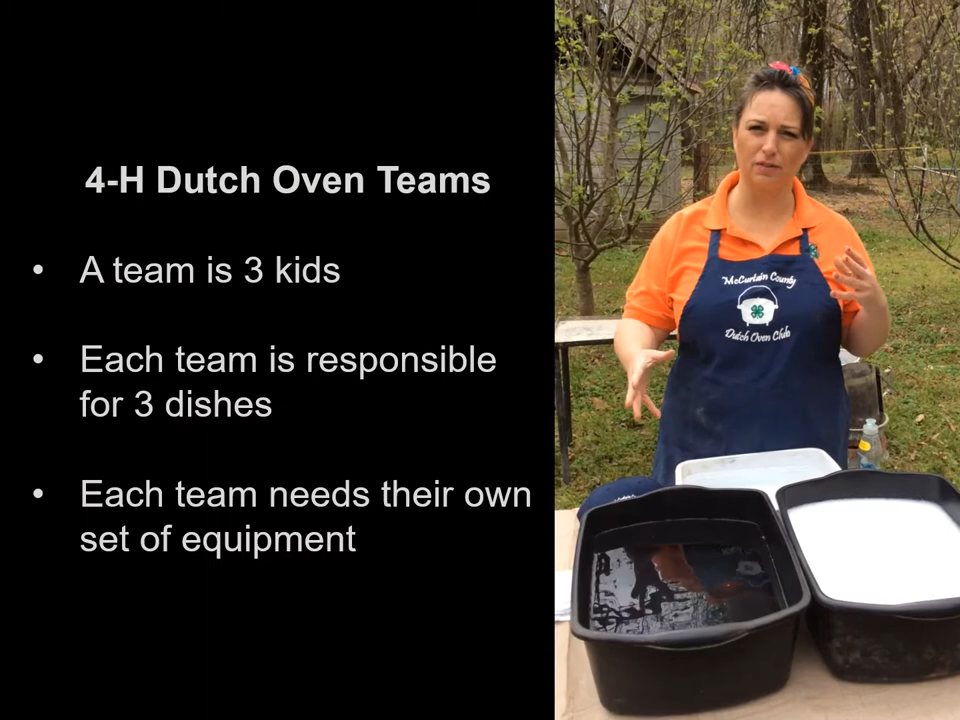 4-H Dutch Oven Teams
• A team is 3 kids
• Each team is responsible
for 3 dishes
• Each team needs their own
set of equipment
McCurtain County
Dutch Oven Club